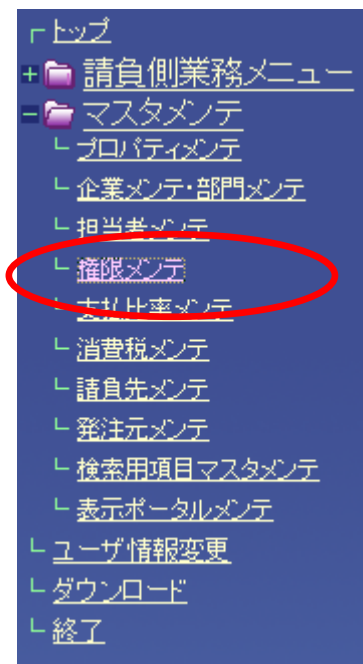 トップ
請負側業務メニュー
マスタメンテ
プロパティメンテ
企業メンテ・部門メンテ
担当者メンテ
権限メンテ
支払比率メンテ
消費税メンテ
請負先メンテ
発注元メンテ
検索用項目マスタメンテ
表示ポータルメンテ
ユーザ情報変更
ダウンロード
終了